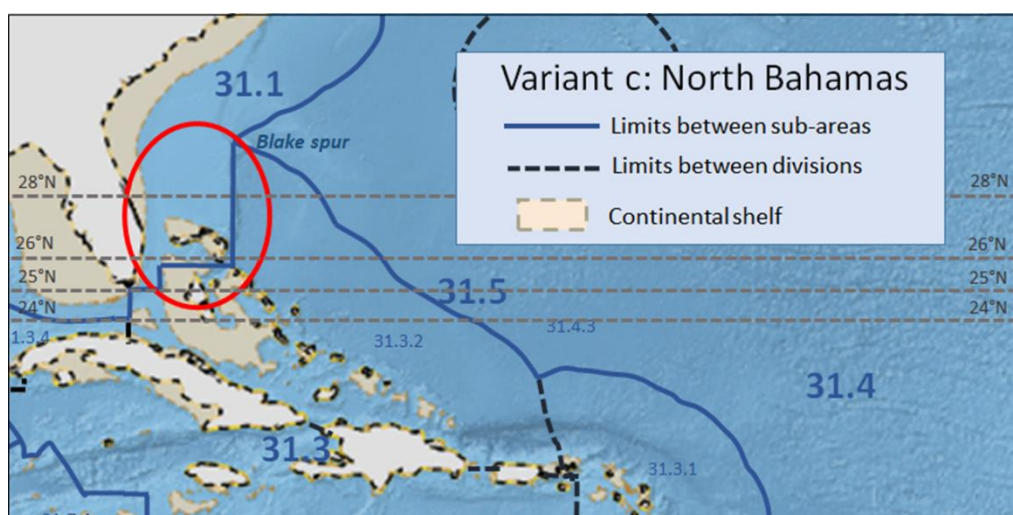 31.1
Variant c: North Bahamas
Limits between sub-areas
Blake spur
Limits between divisions
28°N
28°N
Continental shelf
26°N
26°N
25°N
25°N
31.5
24°N
24°N
1.3.4
31.3.2
31.4.3
31.4
31.3
31.3.1